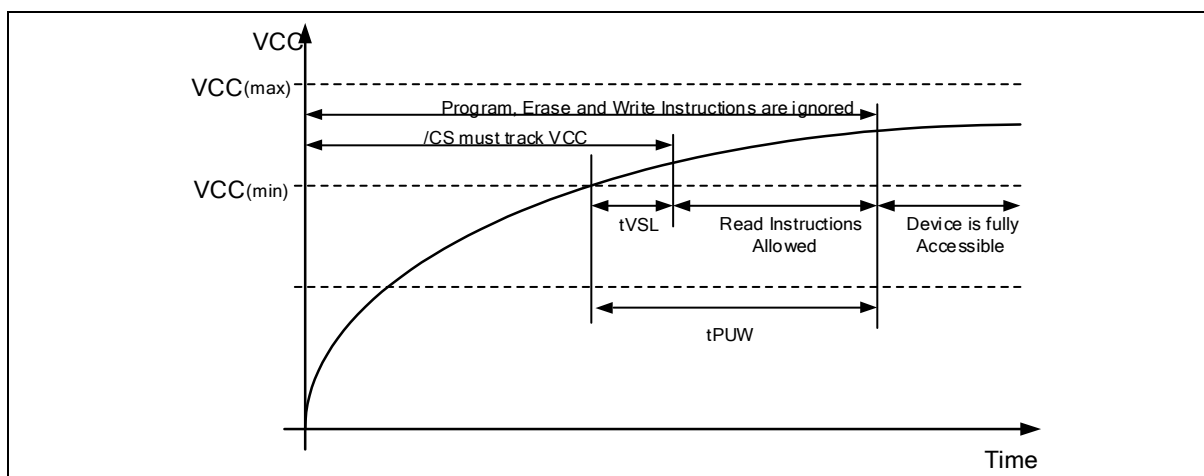 VCC
VCC(max)
Program, Erase and Write Instructions are ignored
/CS must track VCC
VCC(min)
tVSL
Read Instructions
Allowed
Device is fully
Accessible
tPUW
Time